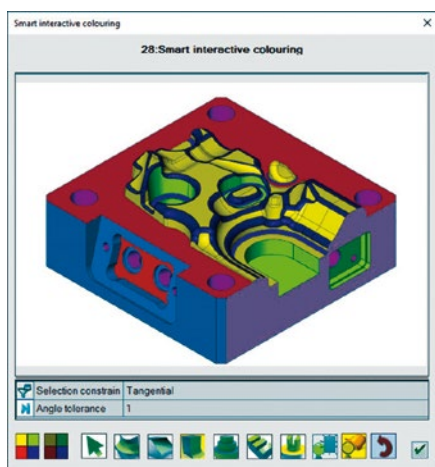 Smart interactive colouring
28:Smart interactive colouring
Selection constrain Tangential
Angle tolerance 1